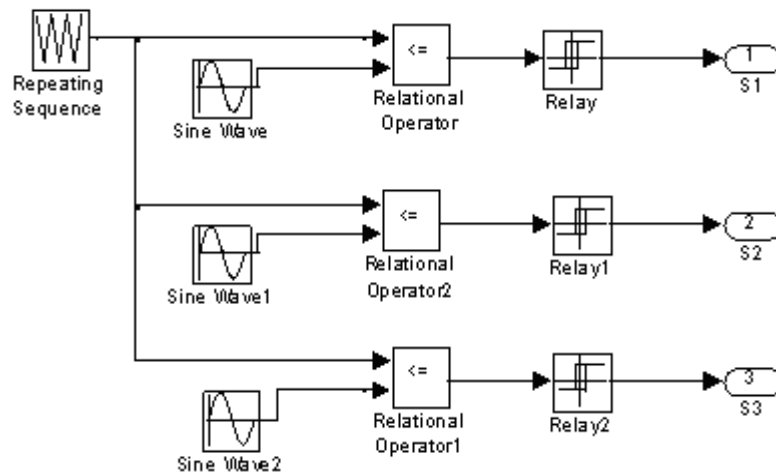 <=
1
S1
Repeating
Sequence
Sine Wave
Relational
Operator
Relay
<=
2
S2
Sine Wave1
Relational
Operator2
Relay1
<=
3
S3
Sine Wave2
Relational
Operator1
Relay2